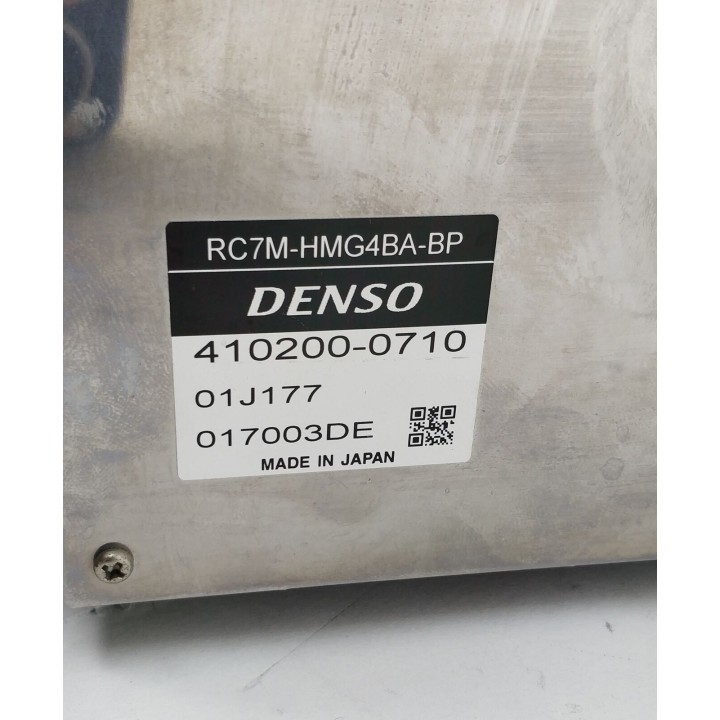 RC7M-HMG4BA-BP
DENSO
410200-0710
01J177
017003DE
MADE IN JAPAN